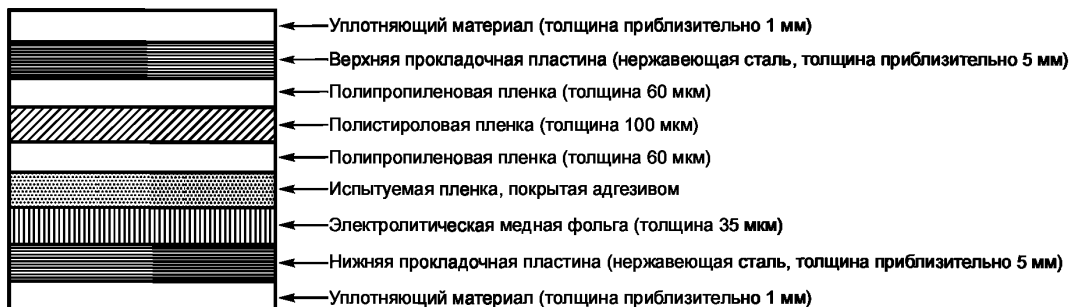 Уплотняющий материал (толщина приблизительно 1 мм)
Верхняя прокладочная пластина (нержавеющая сталь, толщина приблизительно 5 мм)
Полипропиленовая пленка (толщина 60 мкм)
Полистироловая пленка (толщина 100 мкм)
Полипропиленовая пленка (толщина 60 мкм)
Испытуемая пленка, покрытая адгезивом
Электролитическая медная фольга (толщина 35 мкм)
Нижняя прокладочная пластина (нержавеющая сталь, толщина приблизительно 5 мм)
Уплотняющий материал (толщина приблизительно 1 мм)